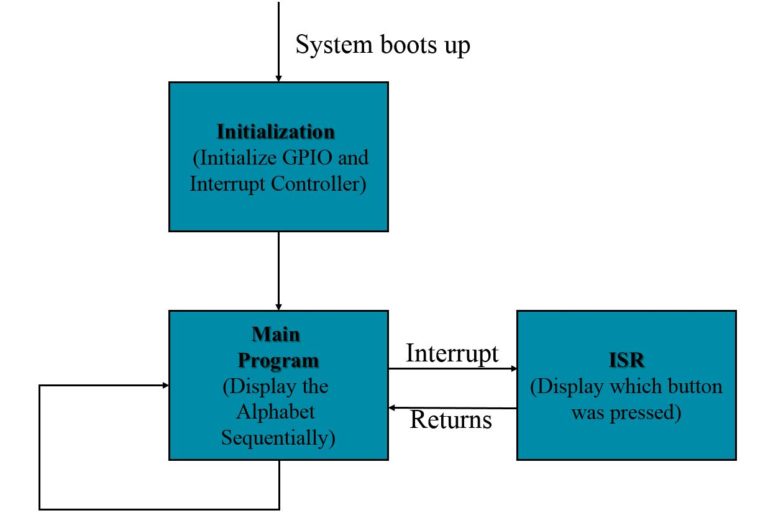 System boots up
Initialization
(Initialize GPIO and
Interrupt Controller)
Main
Program
(Display the
Alphabet
Sequentially)
Interrupt
Returns
ISR
(Display which button
was pressed)